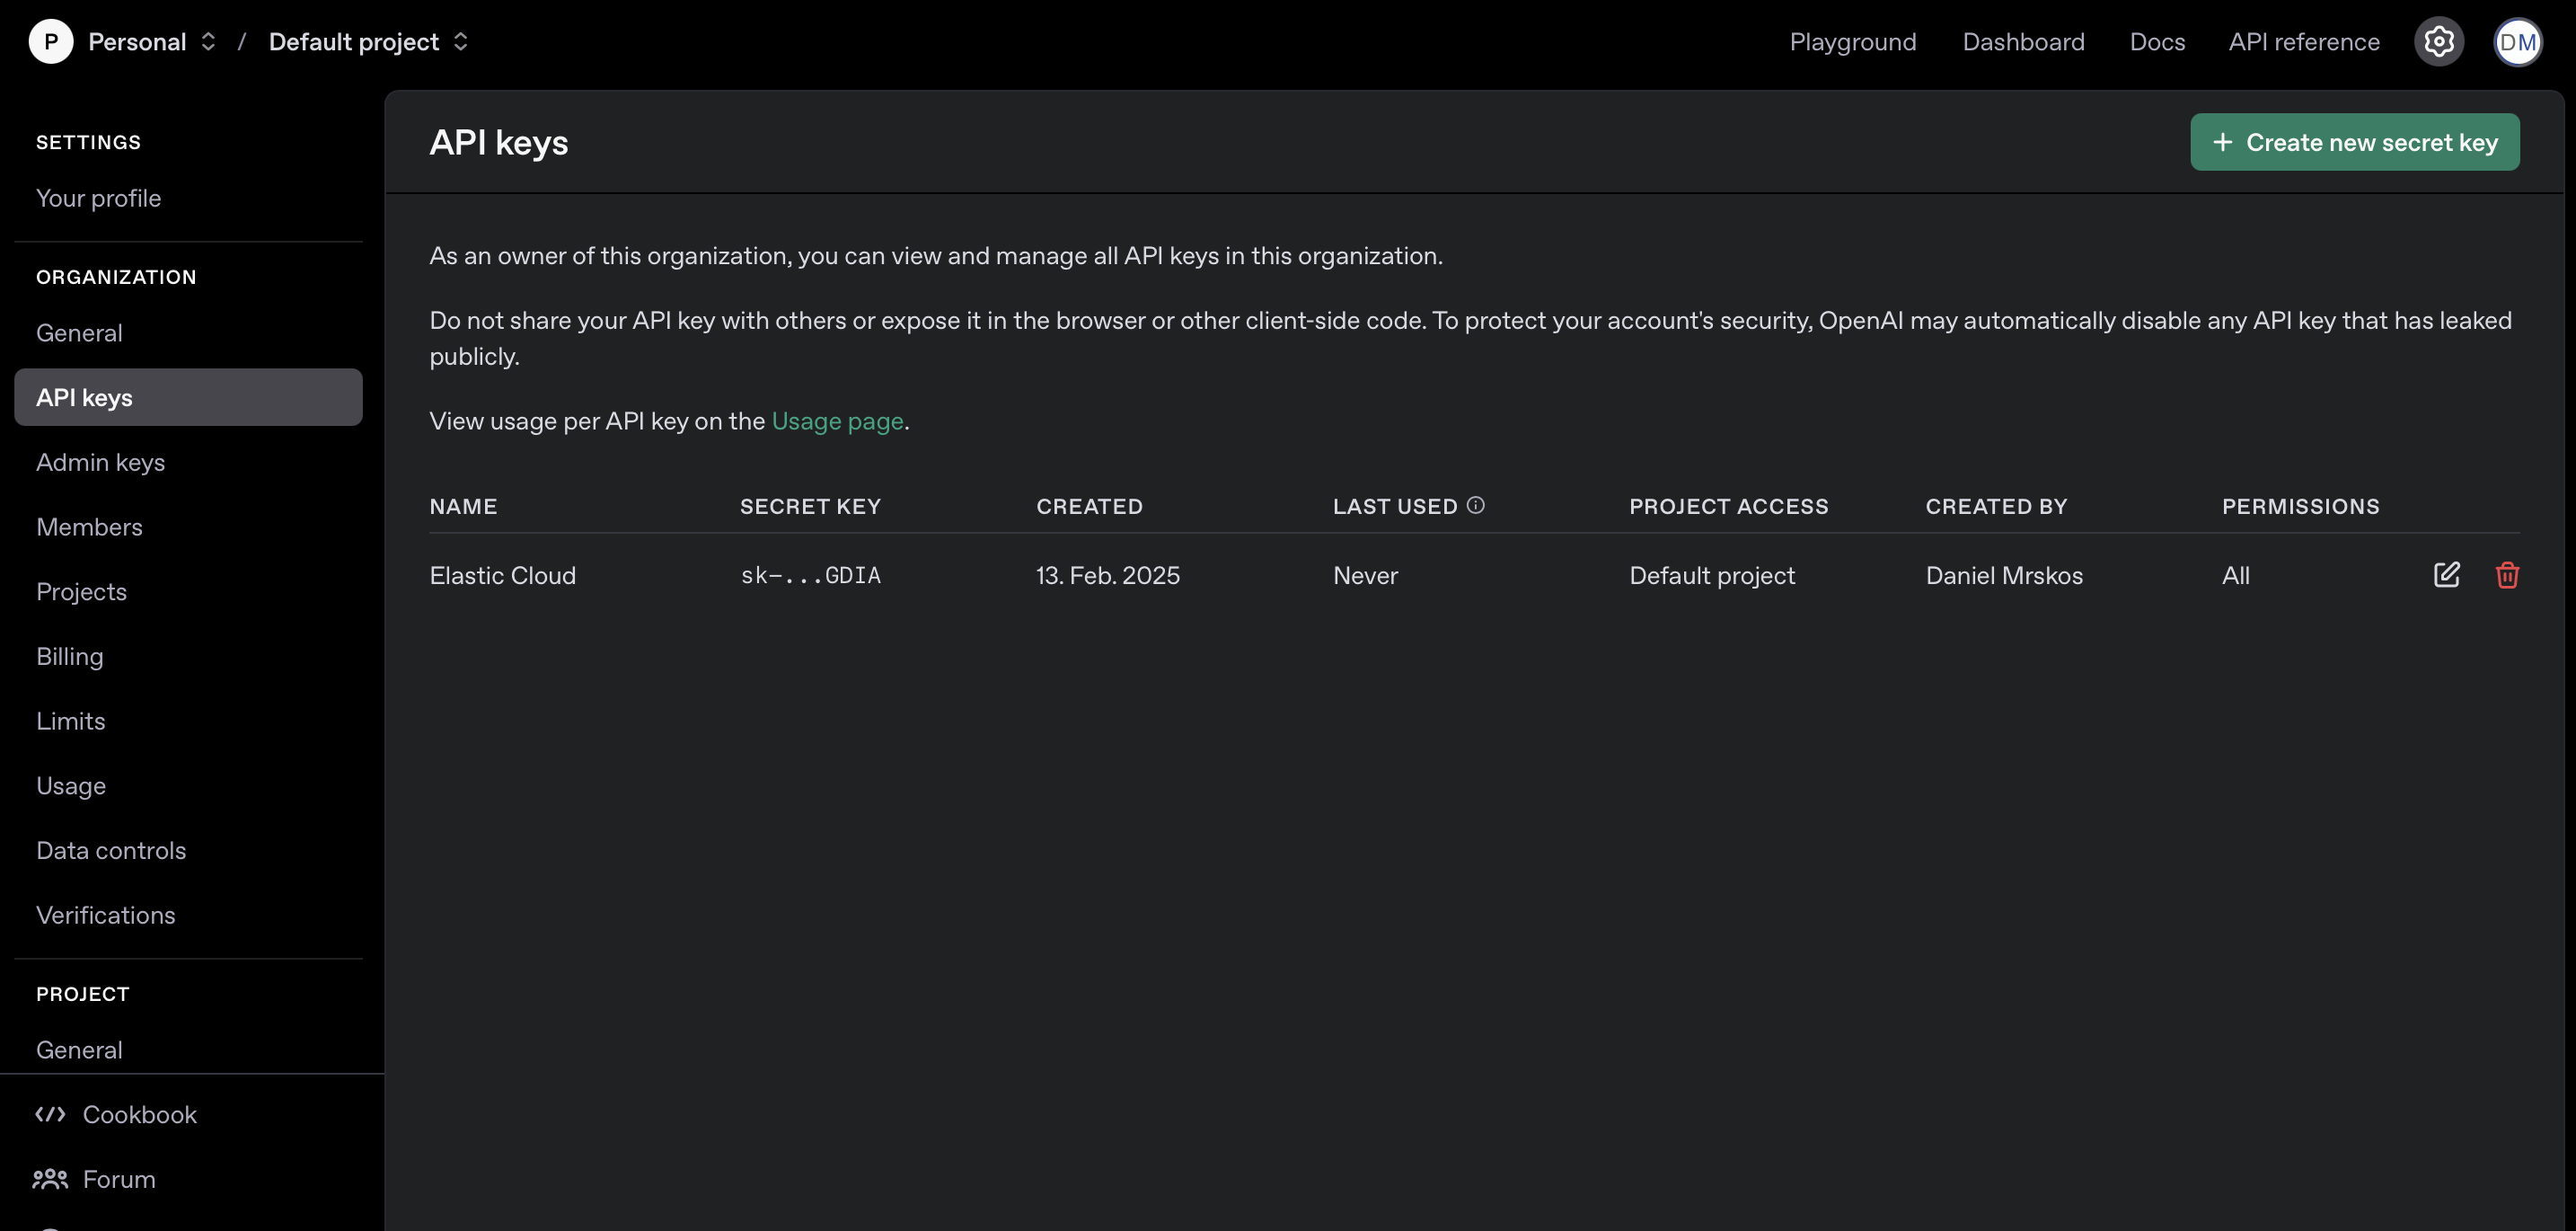 P Personal / Default project
Playground Dashboard Docs API reference DM
SETTINGS
Your profile
ORGANIZATION
General
API keys
Admin keys
Members
Projects
Billing
Limits
Usage
Data controls
Verifications
PROJECT
General
Cookbook
Forum
API keys
+ Create new secret key
As an owner of this organization, you can view and manage all API keys in this organization.
Do not share your API key with others or expose it in the browser or other client-side code. To protect your account's security, OpenAI may automatically disable any API key that has leaked
publicly.
View usage per API key on the Usage page.
NAME SECRET KEY CREATED LAST USED PROJECT ACCESS CREATED BY PERMISSIONS
Elastic Cloud sk-...GDIA 13. Feb. 2025 Never Default project Daniel Mrskos All